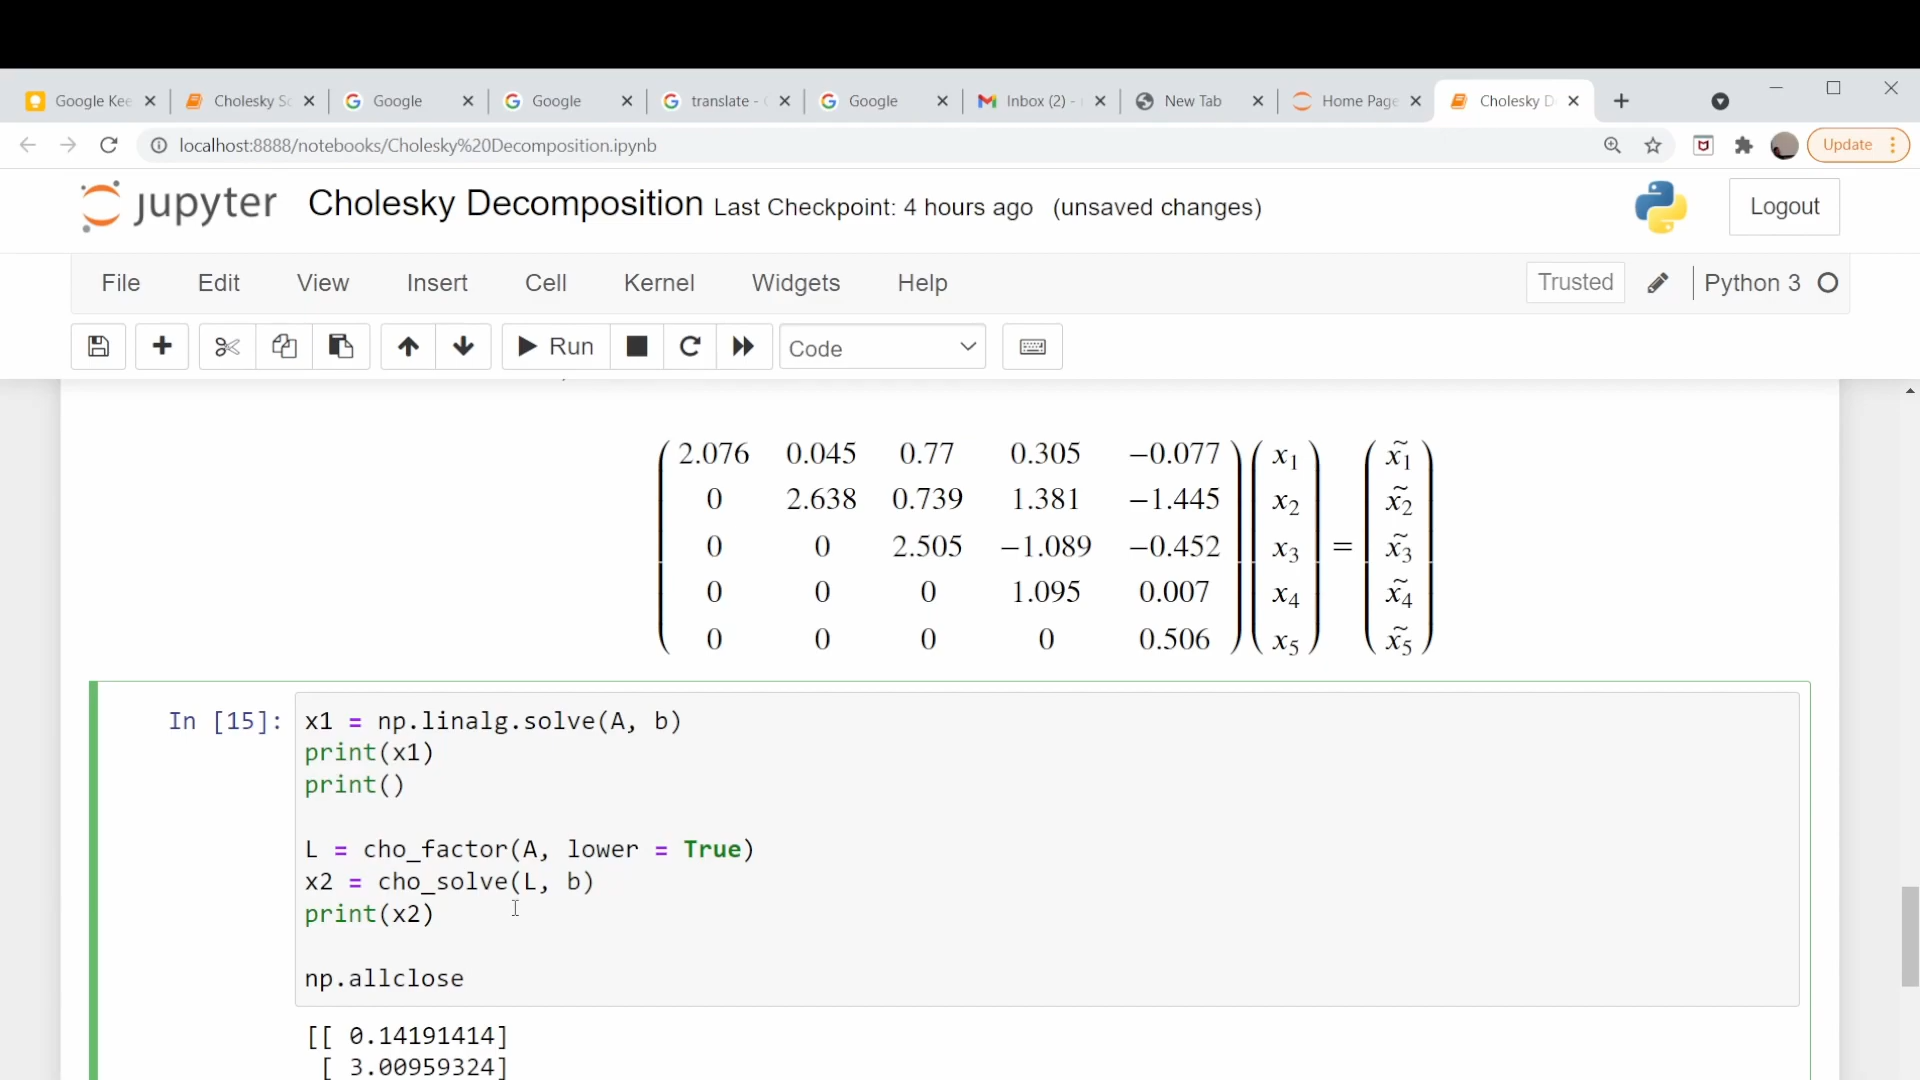 Google Kee
Cholesky Sc
Google
Google
translate -
Google
Inbox (2) -
New Tab
Home Page
Cholesky D
localhost:8888/notebooks/Cholesky%20Decomposition.ipynb
Update
jupyter Cholesky Decomposition Last Checkpoint: 4 hours ago (unsaved changes)
Logout
File Edit View Insert Cell Kernel Widgets Help
Trusted Python 3
Run Code
2.076 0.045 0.77 0.305 −0.077 x1 x̃1
0 2.638 0.739 1.381 −1.445 x2 x̃2
0 0 2.505 −1.089 −0.452 x3 = x̃3
0 0 0 1.095 0.007 x4 x̃4
0 0 0 0 0.506 x5 x̃5
In [15]: x1 = np.linalg.solve(A, b)
print(x1)
print()
L = cho_factor(A, lower = True)
x2 = cho_solve(L, b)
print(x2)
np.allclose
[[ 0.14191414]
[ 3.00959324]